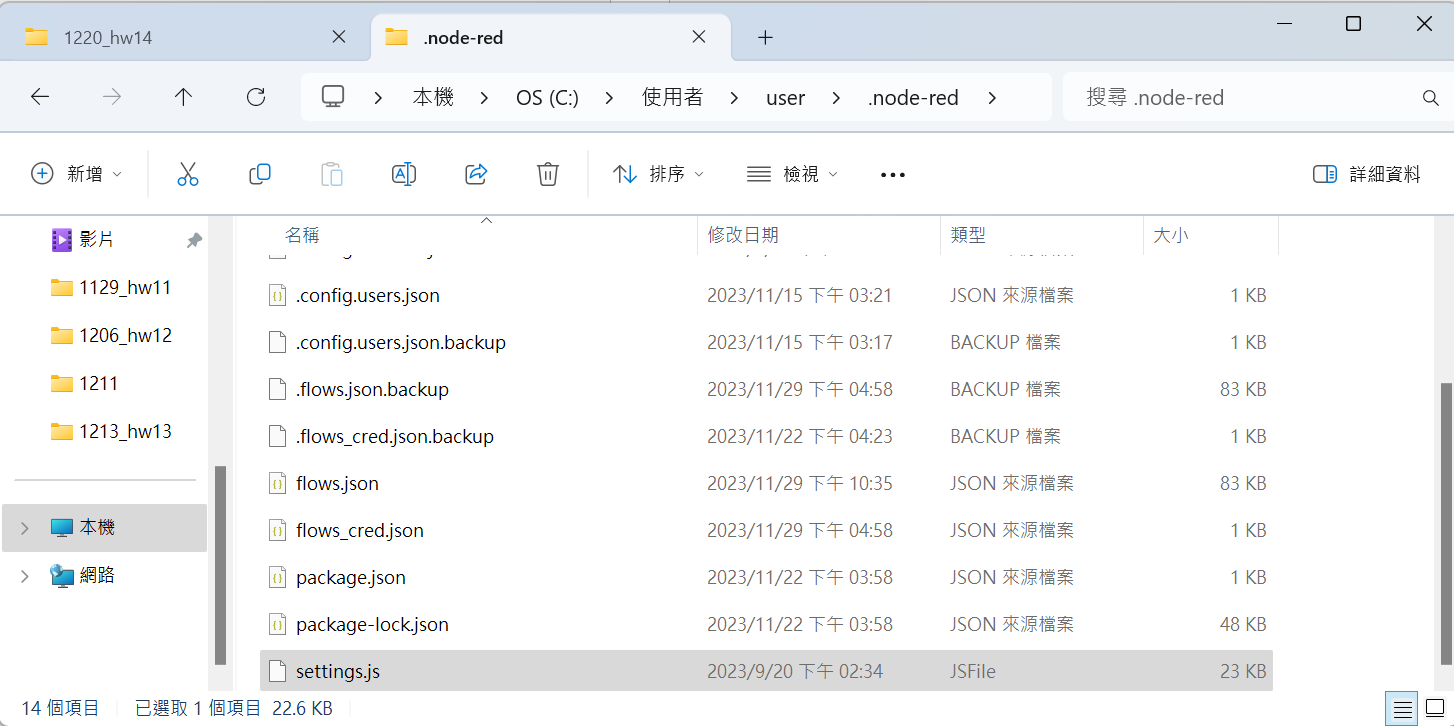 1220_hw14
.node-red
本機 OS (C:) 使用者 user .node-red
搜尋 .node-red
新增 排序 檢視 詳細資料
影片
1129_hw11
1206_hw12
1211
1213_hw13
本機
網路
名稱 修改日期 類型 大小
.config.users.json 2023/11/15 下午 03:21 JSON 來源檔案 1 KB
.config.users.json.backup 2023/11/15 下午 03:17 BACKUP 檔案 1 KB
.flows.json.backup 2023/11/29 下午 04:58 BACKUP 檔案 83 KB
.flows_cred.json.backup 2023/11/22 下午 04:23 BACKUP 檔案 1 KB
flows.json 2023/11/29 下午 10:35 JSON 來源檔案 83 KB
flows_cred.json 2023/11/29 下午 04:58 JSON 來源檔案 1 KB
package.json 2023/11/22 下午 03:58 JSON 來源檔案 1 KB
package-lock.json 2023/11/22 下午 03:58 JSON 來源檔案 48 KB
settings.js 2023/9/20 下午 02:34 JSFile 23 KB
14 個項目 已選取 1 個項目 22.6 KB